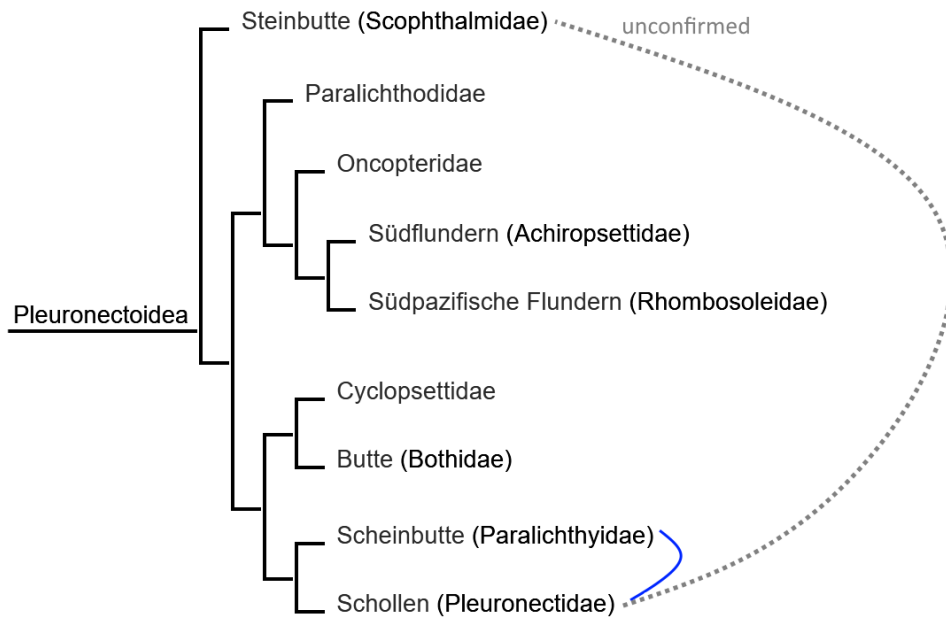 Steinbutte (Scophthalmidae)
unconfirmed
Paralichthodidae
Oncopteridae
Südflundern (Achiropsettidae)
Südpazifische Flundern (Rhombosoleidae)
Pleuronectoidea
Cyclopsettidae
Butte (Bothidae)
Scheinbutte (Paralichthyidae)
Schollen (Pleuronectidae)